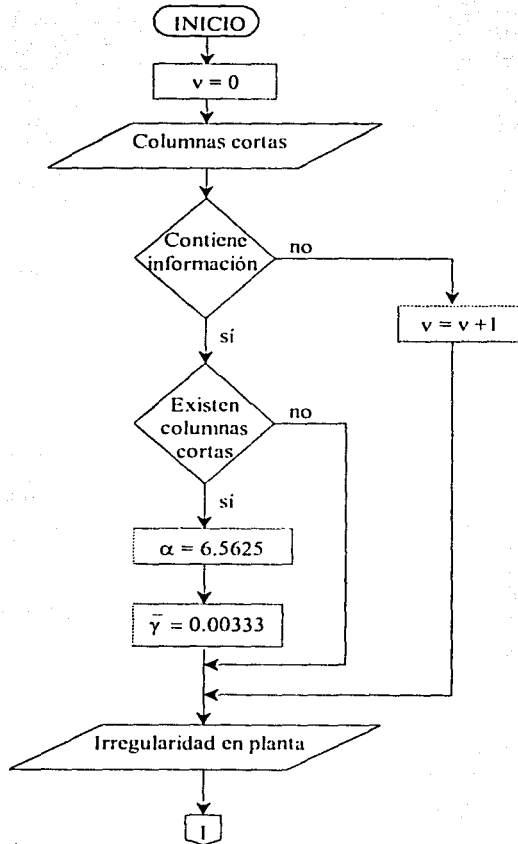 INICIO
v = 0
Columnas cortas
Contiene
información
no
v = v +1
sí
Existen
columnas
cortas
no
sí
α = 6.5625
γ̄ = 0.00333
Irregularidad en planta
1